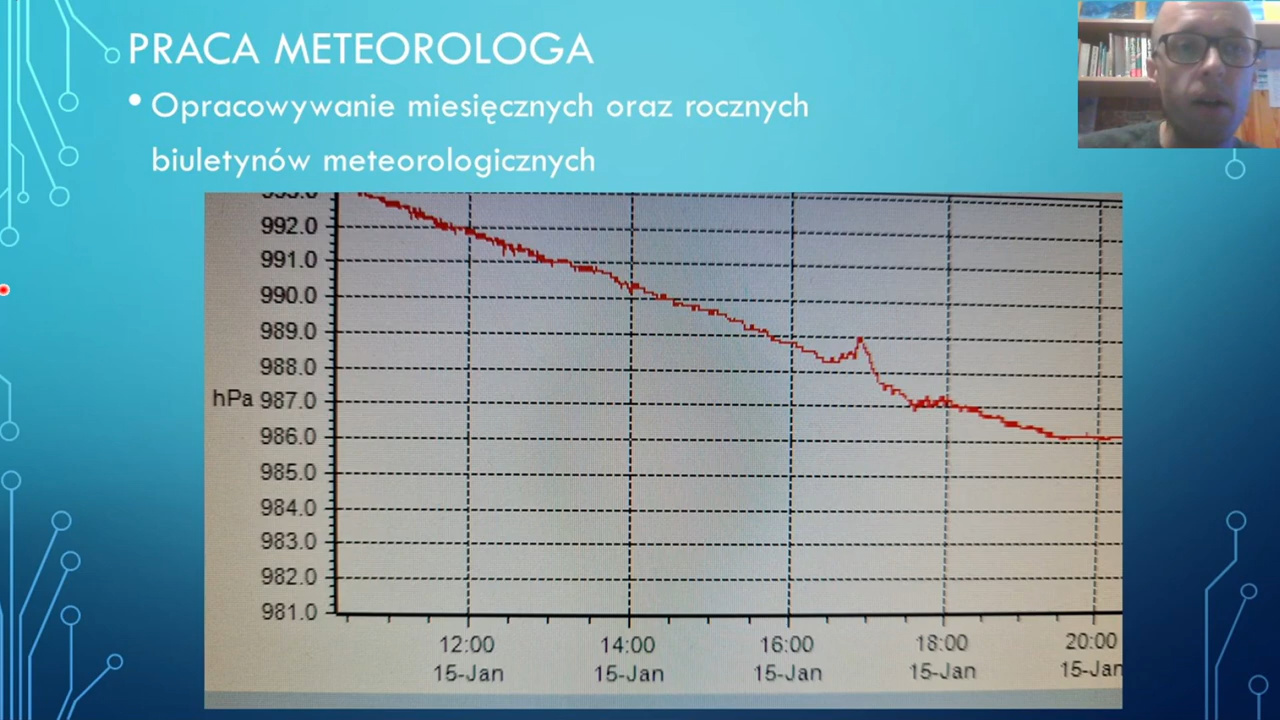 PRACA METEOROLOGA
• Opracowywanie miesięcznych oraz rocznych
biuletynów meteorologicznych
992.0
991.0
990.0
989.0
988.0
hPa 987.0
986.0
985.0
984.0
983.0
982.0
981.0
12:00 14:00 16:00 18:00 20:00
15-Jan 15-Jan 15-Jan 15-Jan 15-Jan